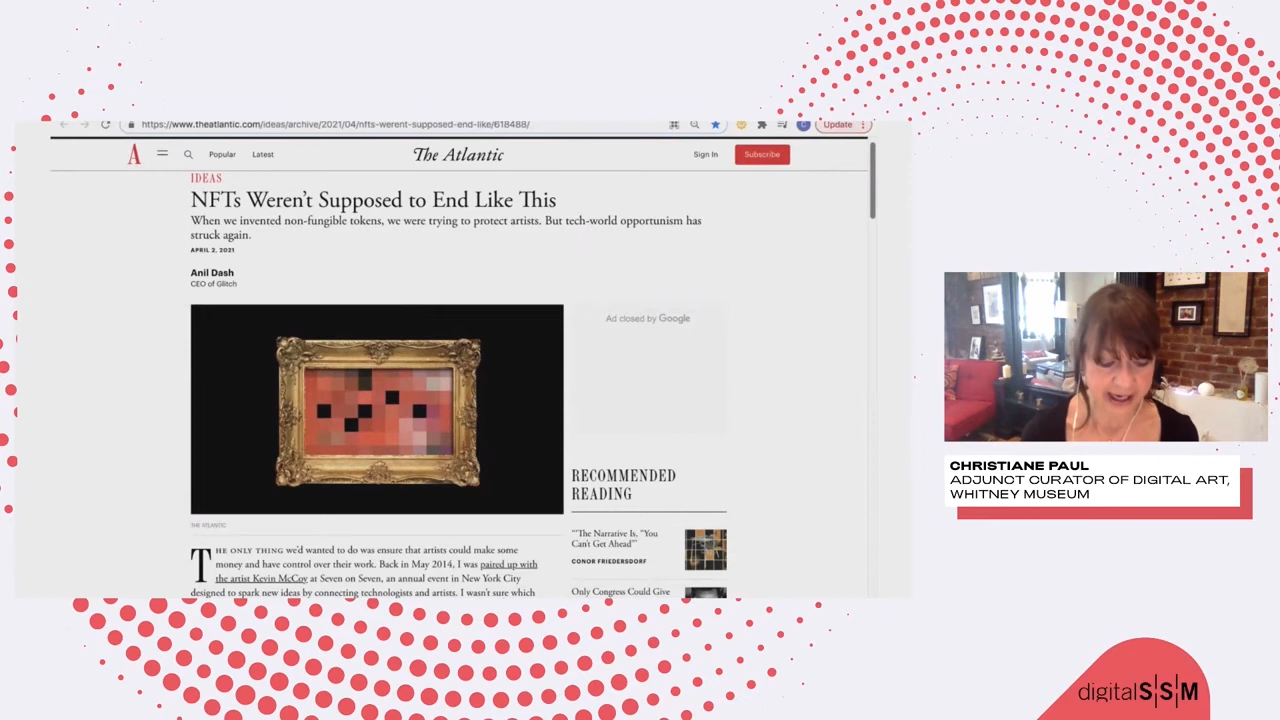 https://www.theatlantic.com/ideas/archive/2021/04/nfts-werent-supposed-end-like/618488/
Update
A
Popular
Latest
The Atlantic
Sign In
Subscribe
IDEAS
NFTs Weren't Supposed to End Like This
When we invented non-fungible tokens, we were trying to protect artists. But tech-world opportunism has
struck again.
APRIL 2, 2021
Anil Dash
CEO of Glitch
Ad closed by Google
THE ATLANTIC
THE ONLY THING we'd wanted to do was ensure that artists could make some
money and have control over their work. Back in May 2014, I was paired up with
the artist Kevin McCoy at Seven on Seven, an annual event in New York City
designed to spark new ideas by connecting technologists and artists. I wasn't sure which
RECOMMENDED
READING
"'The Narrative Is, "You
Can't Get Ahead"'
CONOR FRIEDERSDORF
Only Congress Could Give
CHRISTIANE PAUL
ADJUNCT CURATOR OF DIGITAL ART,
WHITNEY MUSEUM
digitalS|S|M